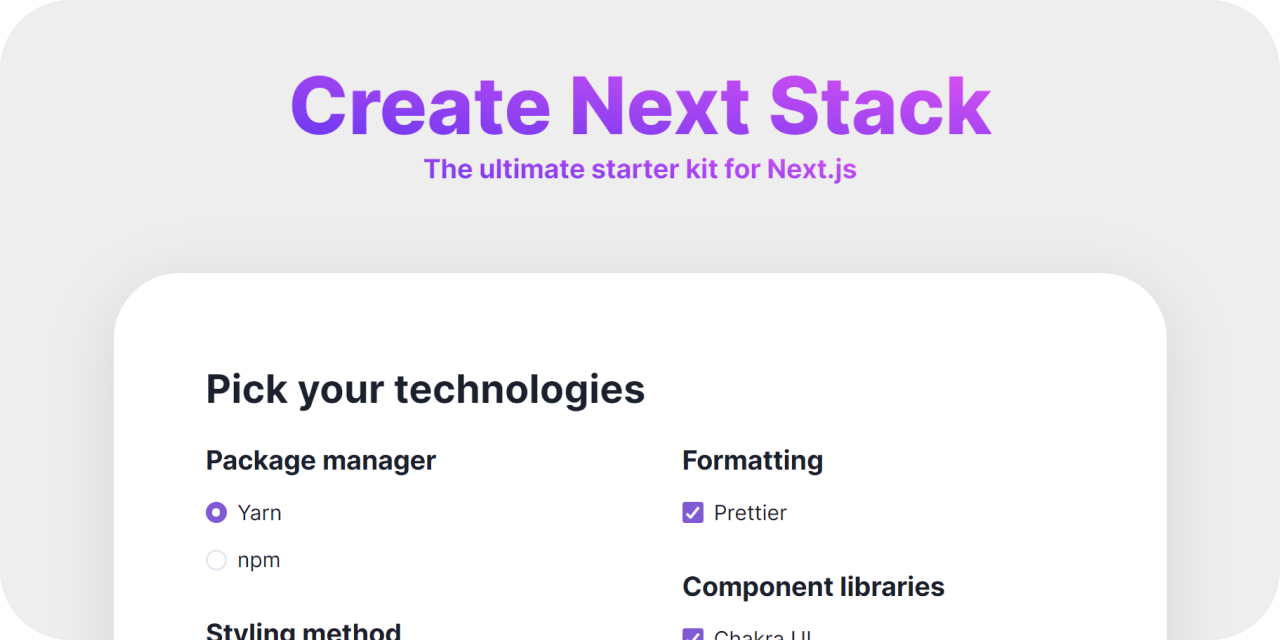 Create Next Stack
The ultimate starter kit for Next.js
Pick your technologies
Package manager
Yarn
npm
Styling method
Formatting
Prettier
Component libraries
Chakra UI